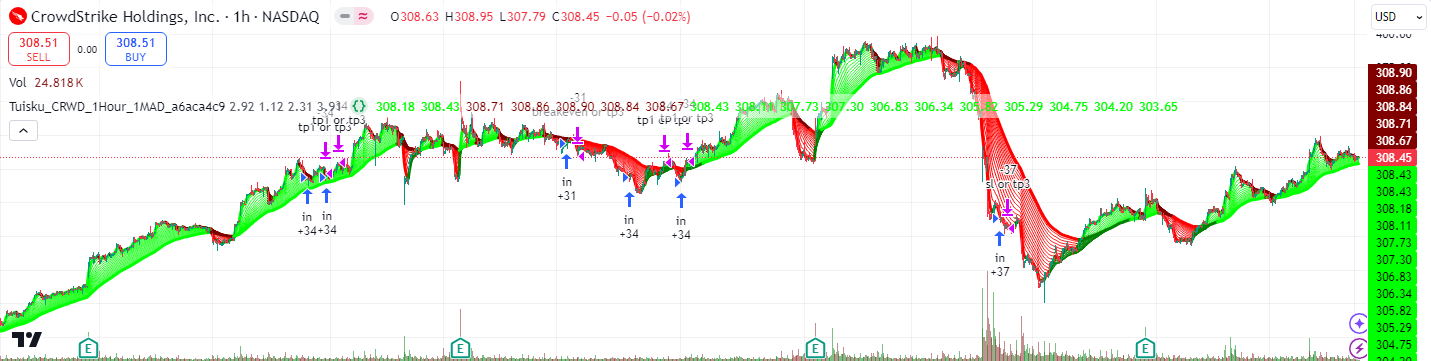 CrowdStrike Holdings, Inc. · 1h · NASDAQ O308.63 H308.95 L307.79 C308.45 −0.05 (−0.02%)
USD
400.00
308.51 SELL 0.00 308.51 BUY
Vol 24.818K
Tuisku_CRWD_1Hour_1MAD_a6aca4c9 2.92 1.12 2.31 3.91 308.18 308.43 308.71 308.86 308.90 308.84 308.67 308.43 308.11 307.73 307.30 306.83 306.34 305.82 305.29 304.75 304.20 303.65
-34
tp1 or tp3
tp1 or tp3
-31
breakeven or tp3
tp1 or tp3
-37
sl or tp3
in
+34
in
+34
in
+31
in
+34
in
+34
in
+37
308.90
308.86
308.84
308.71
308.67
308.45
308.43
308.43
308.18
308.11
307.73
307.30
306.83
306.34
305.82
305.29
304.75
E
E
E
E